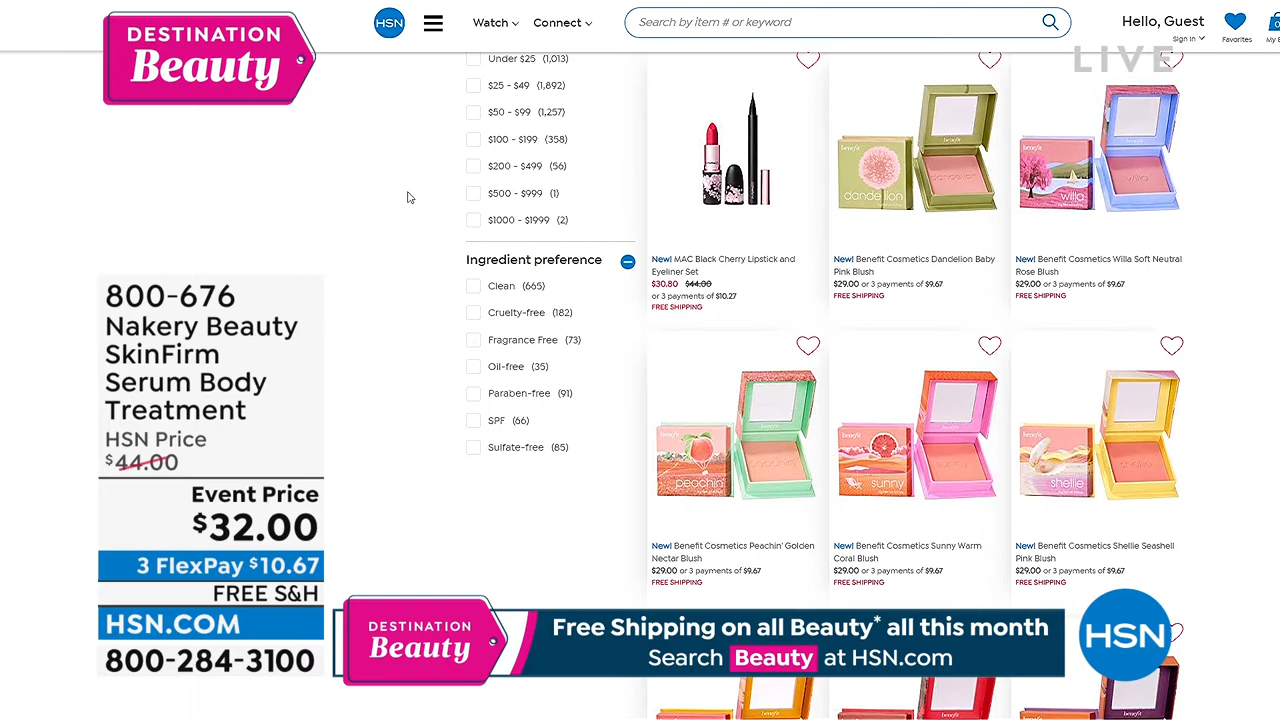 DESTINATION
Beauty
HSN
Watch
Connect
Search by item # or keyword
Hello, Guest
Sign In
Favorites
LIVE
Under $25 (1,013)
$25 - $49 (1,892)
$50 - $99 (1,257)
$100 - $199 (358)
$200 - $499 (56)
$500 - $999 (1)
$1000 - $1999 (2)
Ingredient preference
Clean (665)
Cruelty-free (182)
Fragrance Free (73)
Oil-free (35)
Paraben-free (91)
SPF (66)
Sulfate-free (85)
benefit
dandelion
benefit
willa
New! MAC Black Cherry Lipstick and
Eyeliner Set
$30.80 $44.00
or 3 payments of $10.27
FREE SHIPPING
New! Benefit Cosmetics Dandelion Baby
Pink Blush
$29.00 or 3 payments of $9.67
FREE SHIPPING
New! Benefit Cosmetics Willa Soft Neutral
Rose Blush
$29.00 or 3 payments of $9.67
FREE SHIPPING
benefit
peachin'
benefit
sunny
benefit
shellie
New! Benefit Cosmetics Peachin' Golden
Nectar Blush
$29.00 or 3 payments of $9.67
FREE SHIPPING
New! Benefit Cosmetics Sunny Warm
Coral Blush
$29.00 or 3 payments of $9.67
FREE SHIPPING
New! Benefit Cosmetics Shellie Seashell
Pink Blush
$29.00 or 3 payments of $9.67
FREE SHIPPING
800-676
Nakery Beauty
SkinFirm
Serum Body
Treatment
HSN Price
$44.00
Event Price
$32.00
3 FlexPay $10.67
FREE S&H
HSN.COM
800-284-3100
DESTINATION
Beauty
Free Shipping on all Beauty* all this month
Search Beauty at HSN.com
HSN